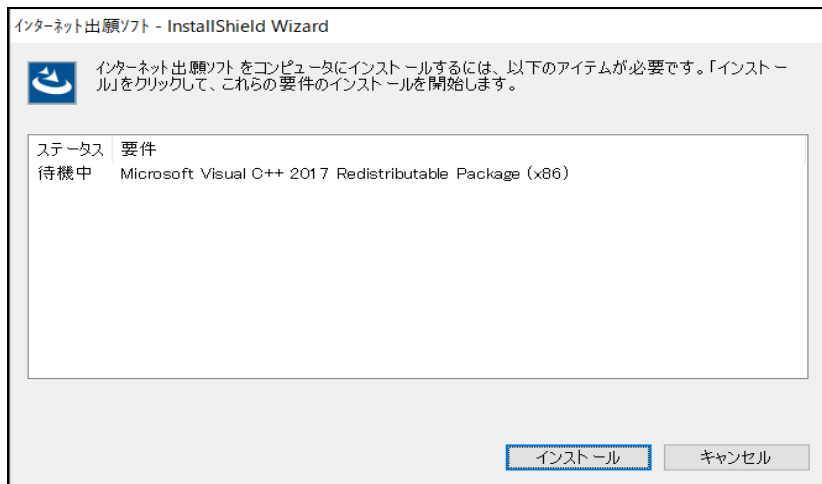 インターネット出願ソフト - InstallShield Wizard
インターネット出願ソフト をコンピュータにインストールするには、以下のアイテムが必要です。「インストー
ル」をクリックして、これらの要件のインストールを開始します。
ステータス 要件
待機中 Microsoft Visual C++ 2017 Redistributable Package (x86)
インストール キャンセル